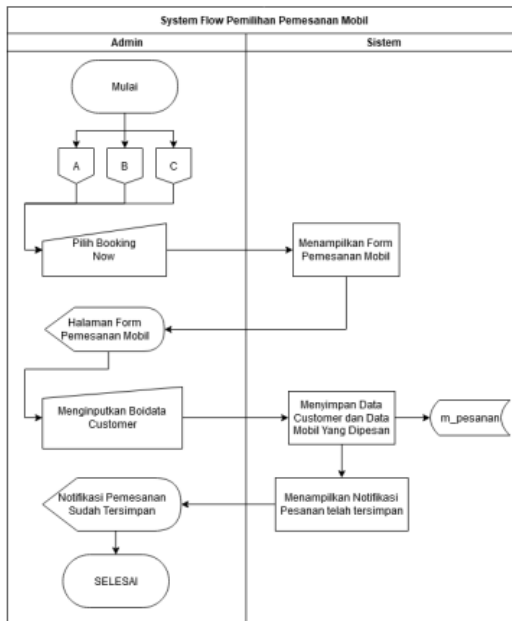 System Flow Pemilihan Pemesanan Mobil
Admin
Sistem
Mulai
A
B
C
Pilih Booking
Now
Menampilkan Form
Pemesanan Mobil
Halaman Form
Pemesanan Mobil
Menginputkan Boidata
Customer
Menyimpan Data
Customer dan Data
Mobil Yang Dipesan
m_pesanan
Menampilkan Notifikasi
Pesanan telah tersimpan
Notifikasi Pemesanan
Sudah Tersimpan
SELESAI